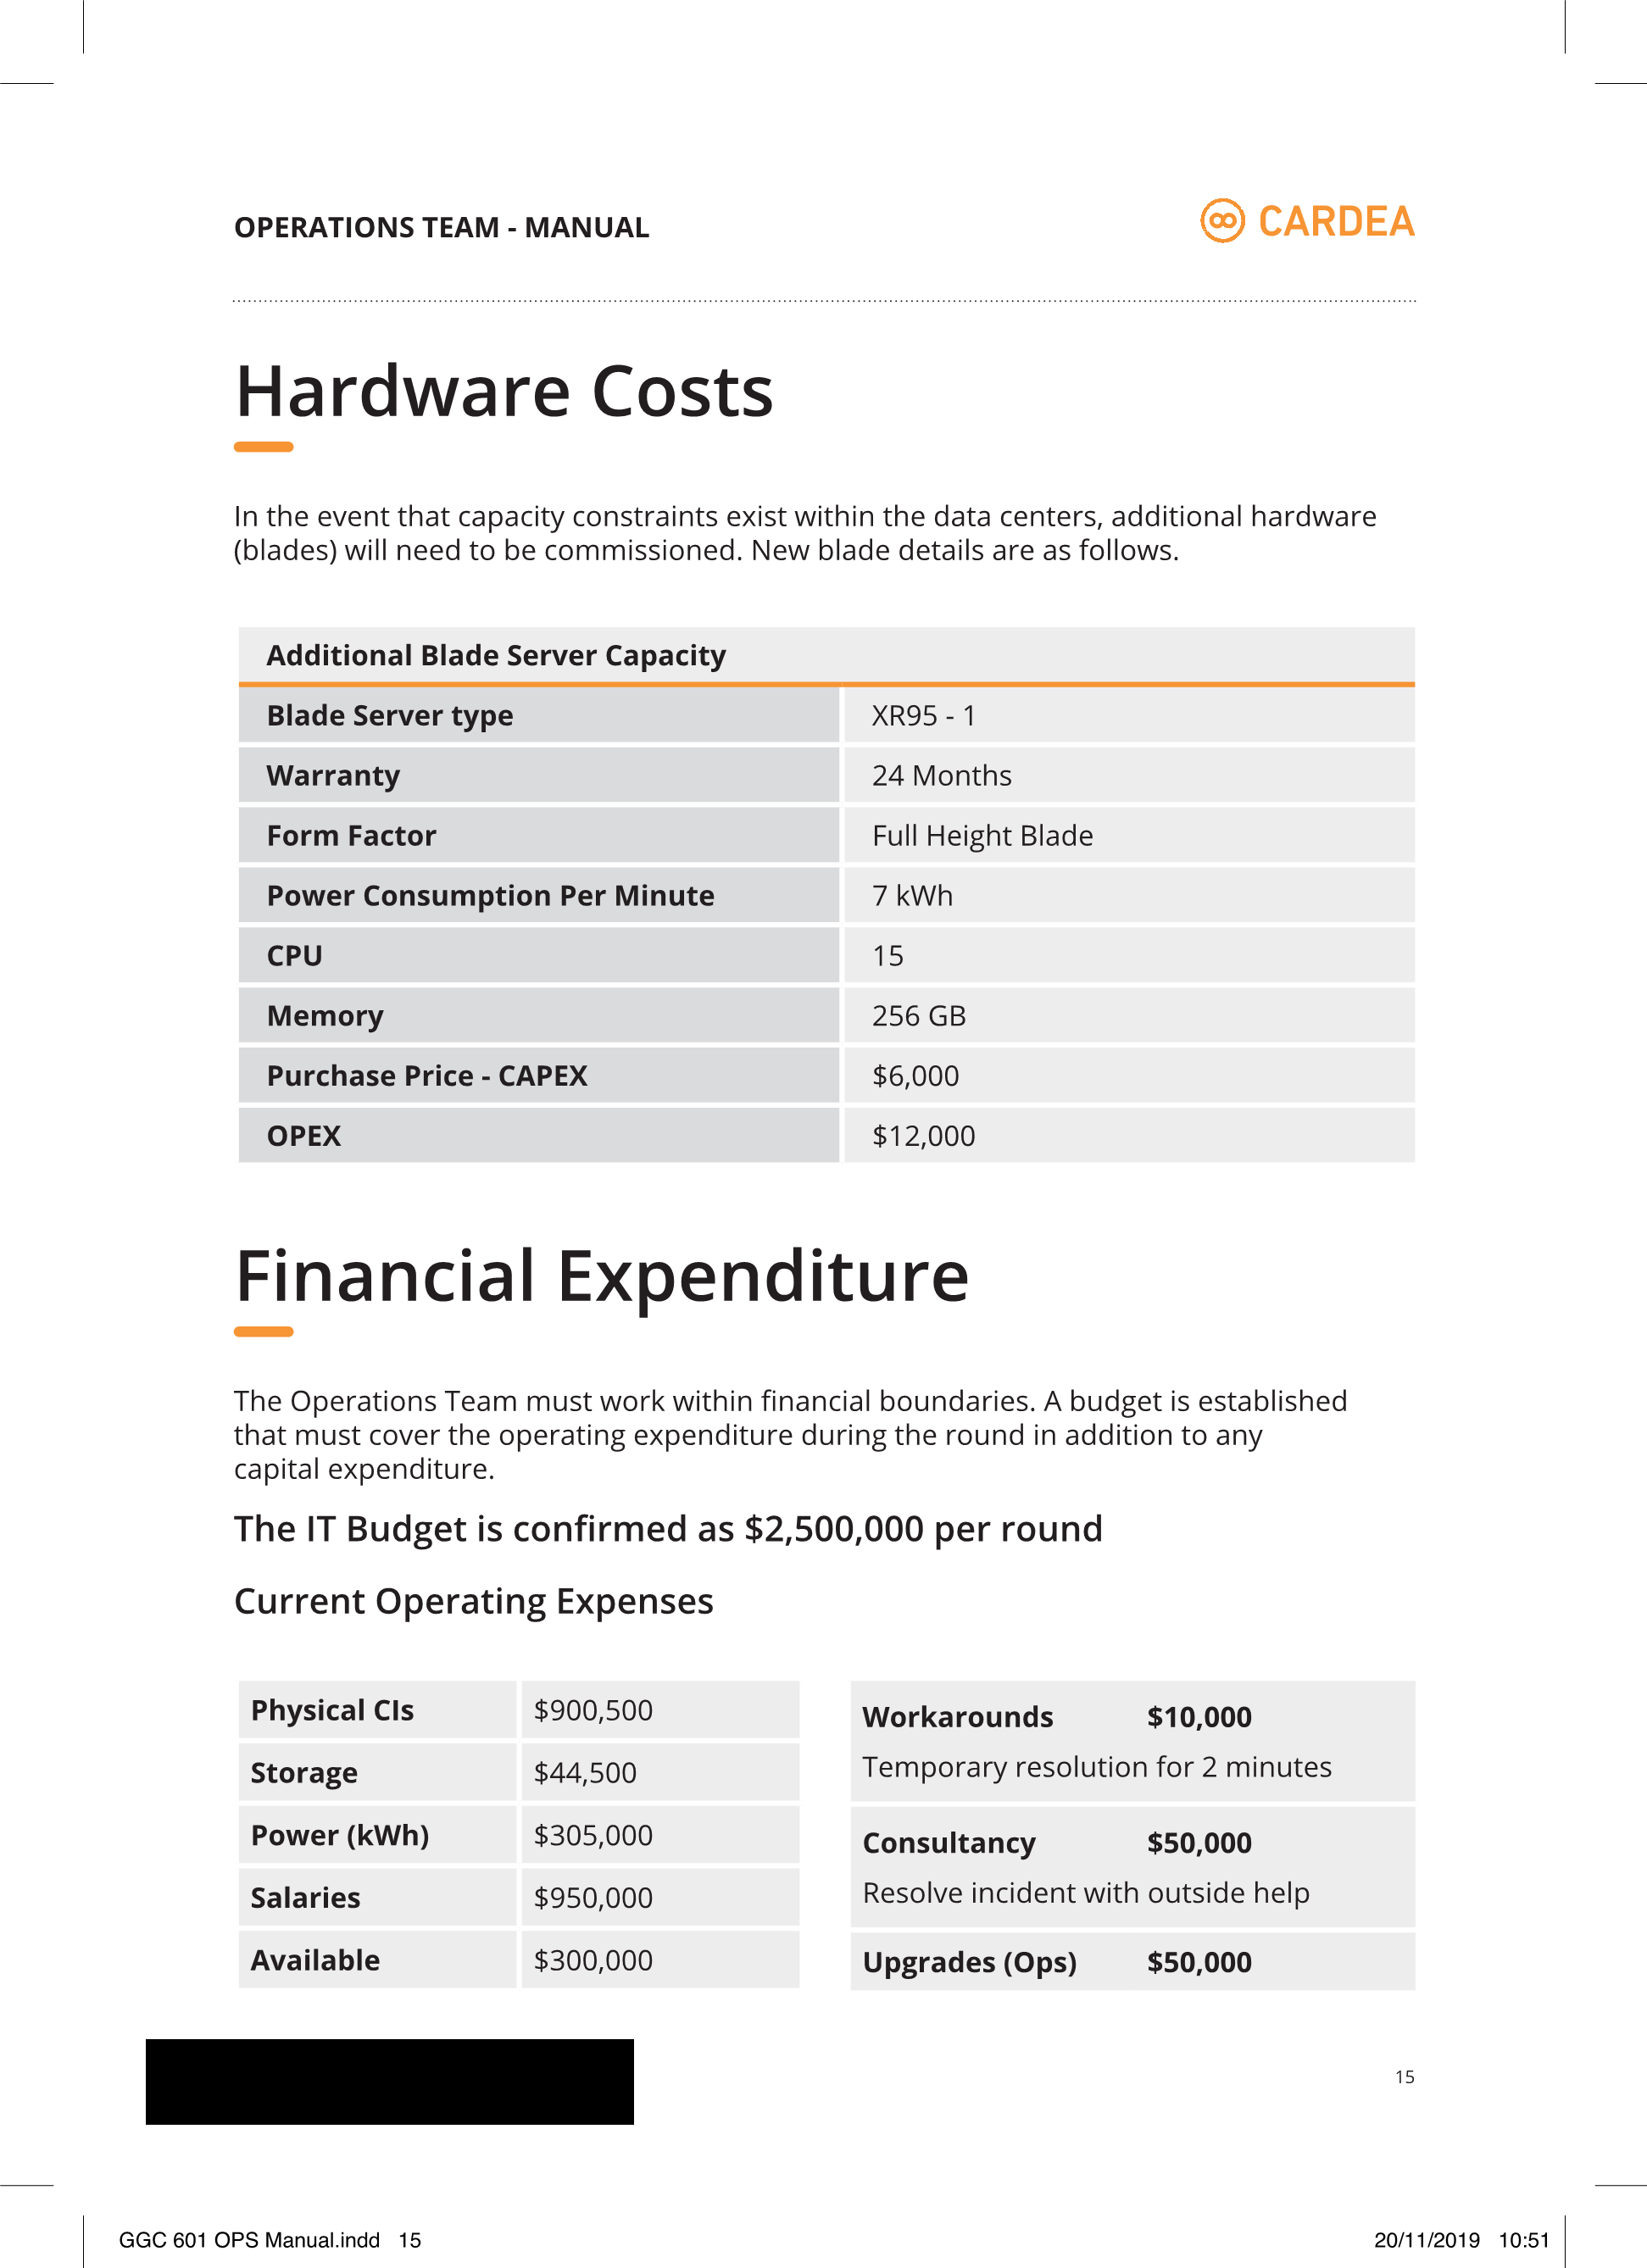 OPERATIONS TEAM - MANUAL
CARDEA
Hardware Costs
In the event that capacity constraints exist within the data centers, additional hardware
(blades) will need to be commissioned. New blade details are as follows.
Additional Blade Server Capacity
Blade Server type XR95 - 1
Warranty 24 Months
Form Factor Full Height Blade
Power Consumption Per Minute 7 kWh
CPU 15
Memory 256 GB
Purchase Price - CAPEX $6,000
OPEX $12,000
Financial Expenditure
The Operations Team must work within financial boundaries. A budget is established
that must cover the operating expenditure during the round in addition to any
capital expenditure.
The IT Budget is confirmed as $2,500,000 per round
Current Operating Expenses
Physical CIs $900,500
Storage $44,500
Power (kWh) $305,000
Salaries $950,000
Available $300,000
Workarounds $10,000
Temporary resolution for 2 minutes
Consultancy $50,000
Resolve incident with outside help
Upgrades (Ops) $50,000
15
GGC 601 OPS Manual.indd 15
20/11/2019 10:51